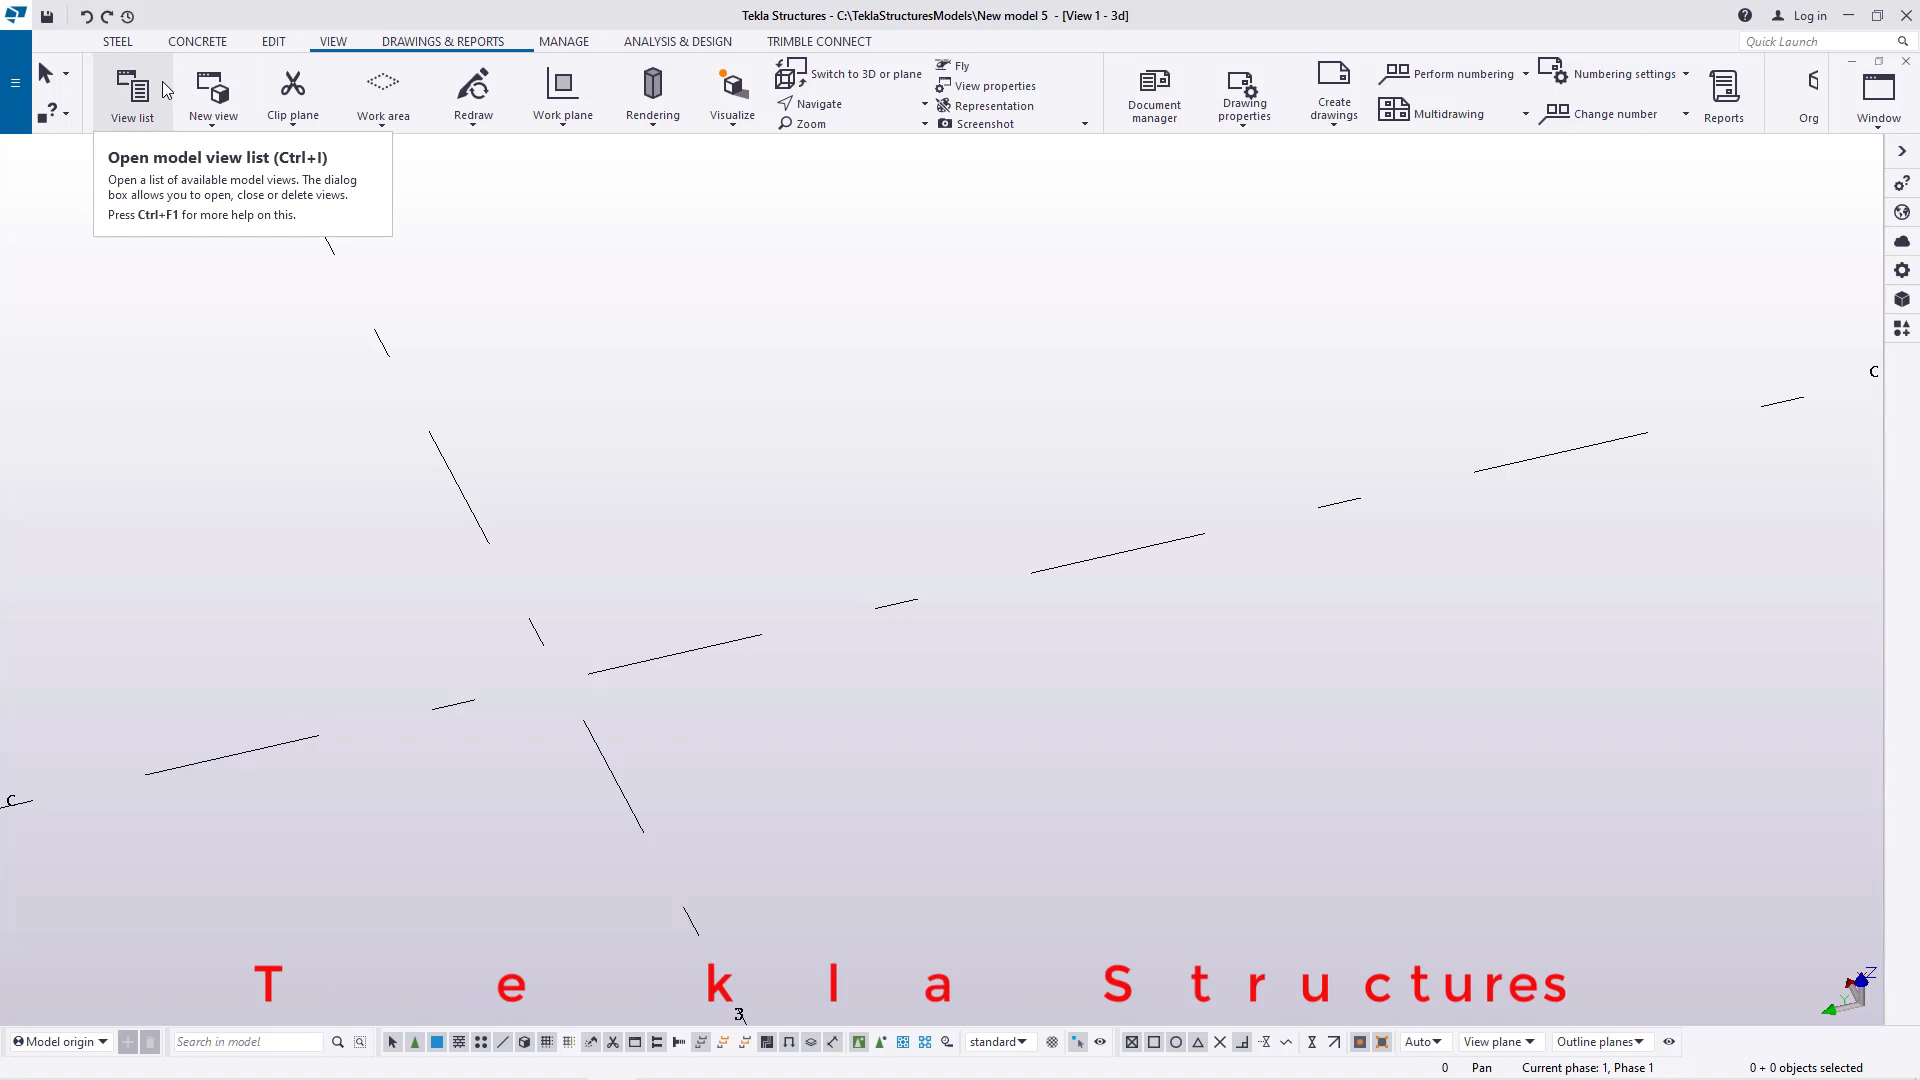 Tekla Structures - C:\TeklaStructuresModels\New model 5 - [View 1 - 3d]
Log in
STEEL CONCRETE EDIT VIEW DRAWINGS & REPORTS MANAGE ANALYSIS & DESIGN TRIMBLE CONNECT
Quick Launch
View list
New view
Clip plane
Work area
Redraw
Work plane
Rendering
Visualize
Switch to 3D or plane
Navigate
Zoom
Fly
View properties
Representation
Screenshot
Document manager
Drawing properties
Create drawings
Perform numbering
Multidrawing
Numbering settings
Change number
Reports
Org
Window
Open model view list (Ctrl+I)
Open a list of available model views. The dialog
box allows you to open, close or delete views.
Press Ctrl+F1 for more help on this.
C
C
Tekla Structures
3
Z
Y
Model origin
Search in model
standard
Auto
View plane
Outline planes
0 Pan Current phase: 1, Phase 1 0 + 0 objects selected